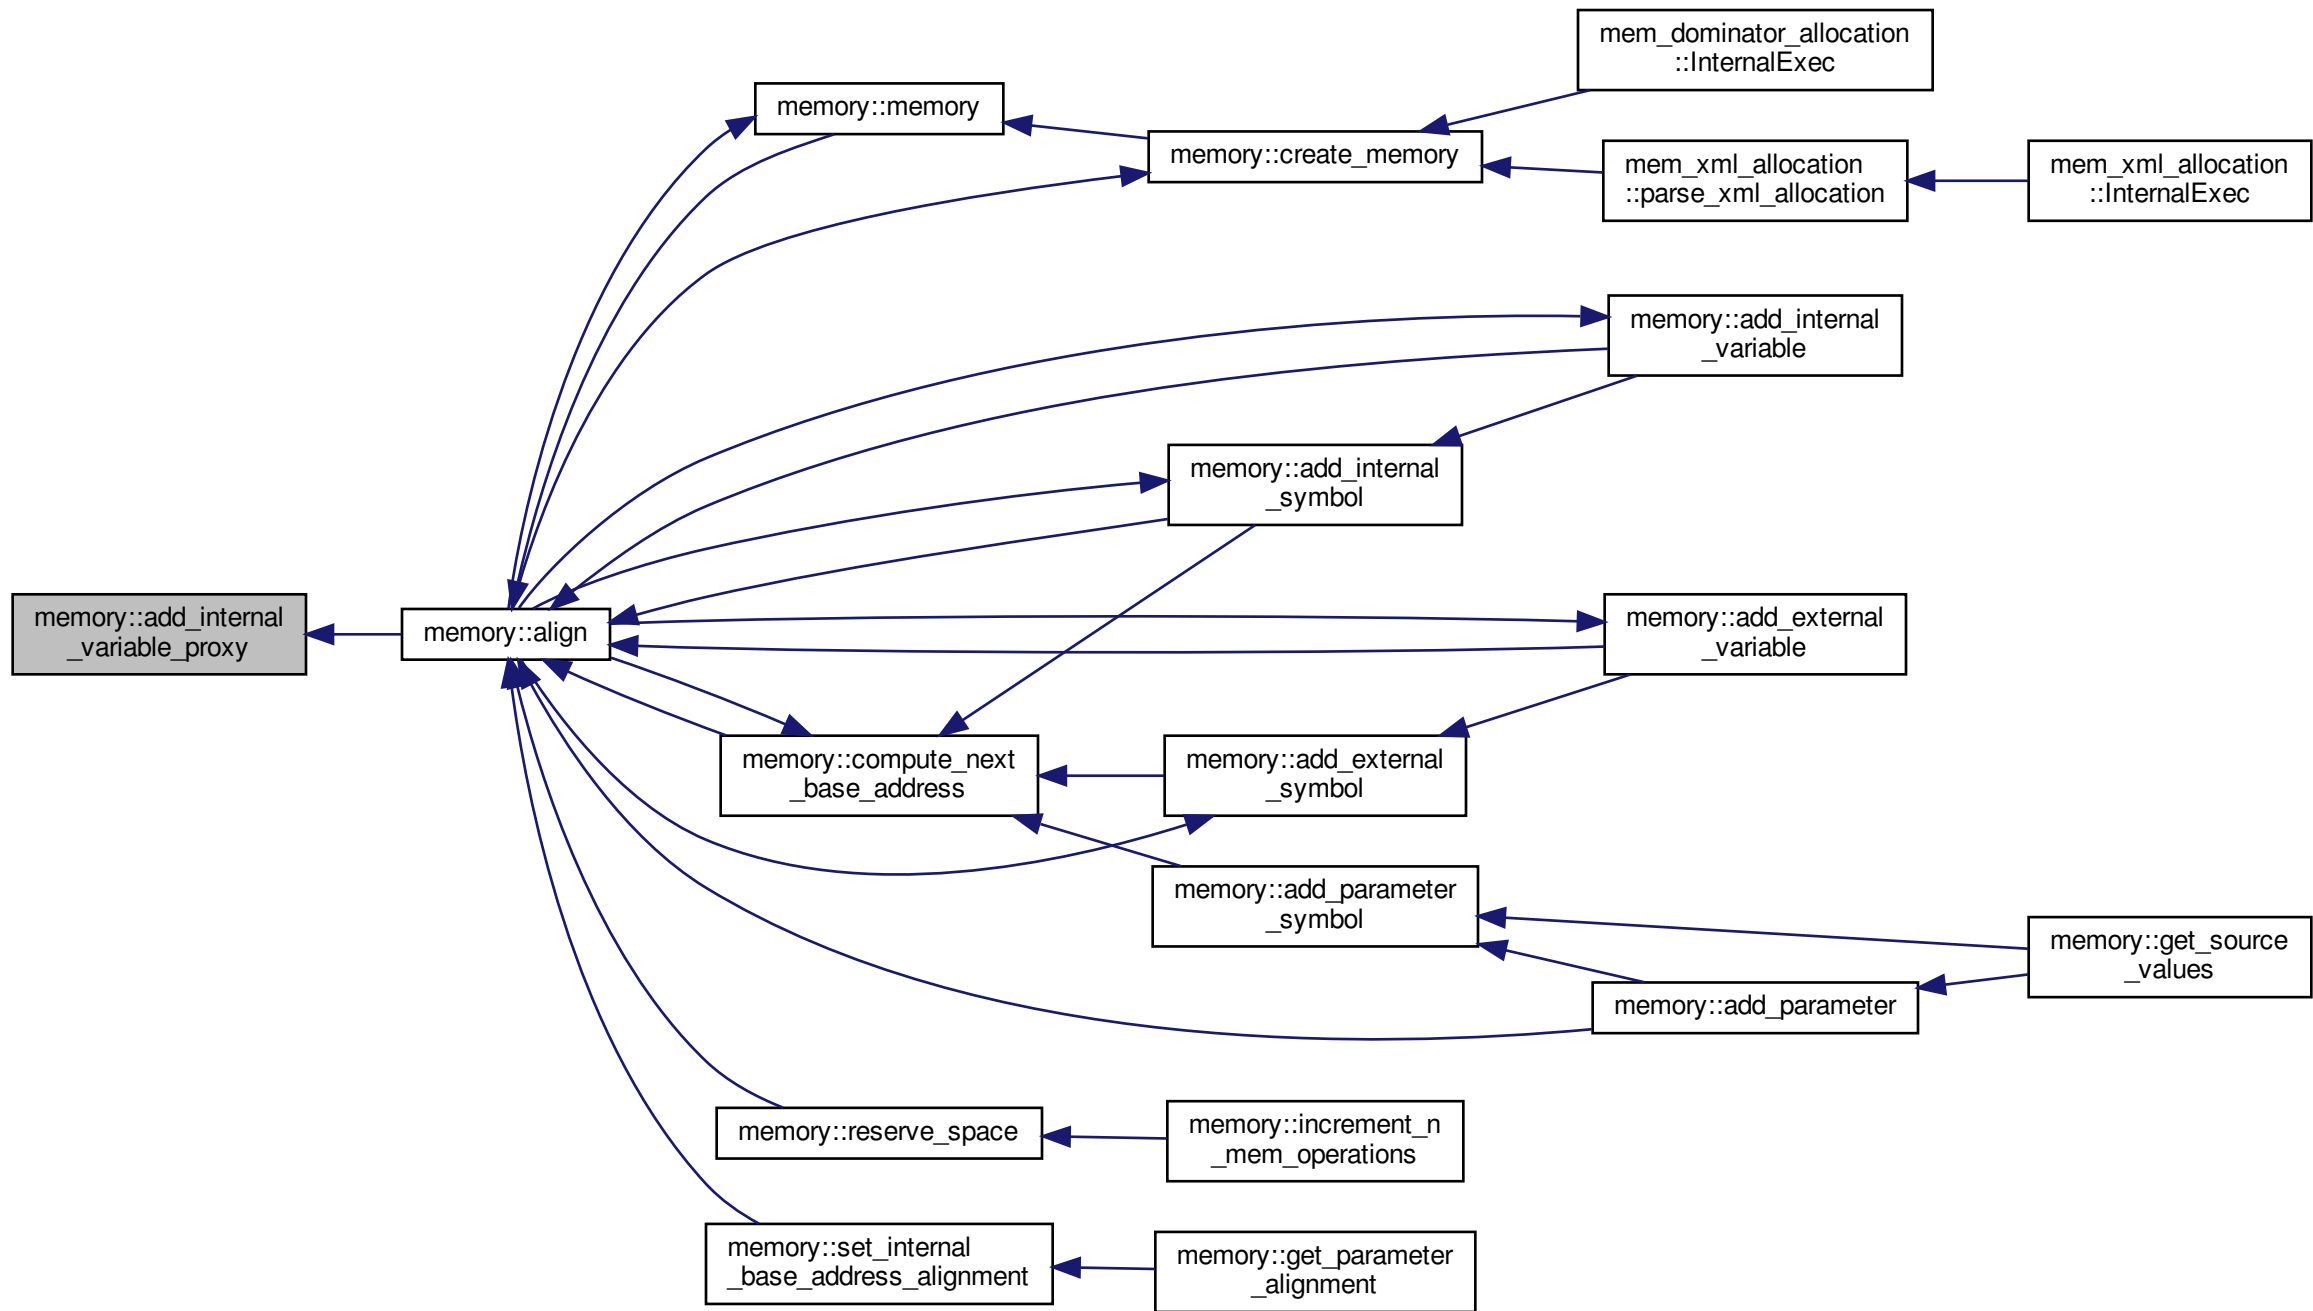 mem_dominator_allocation
::InternalExec
memory::memory
memory::create_memory
mem_xml_allocation
::parse_xml_allocation
mem_xml_allocation
::InternalExec
memory::add_internal
_variable
memory::add_internal
_symbol
memory::add_internal
_variable_proxy
memory::align
memory::add_external
_variable
memory::compute_next
_base_address
memory::add_external
_symbol
memory::add_parameter
_symbol
memory::get_source
_values
memory::add_parameter
memory::reserve_space
memory::increment_n
_mem_operations
memory::set_internal
_base_address_alignment
memory::get_parameter
_alignment